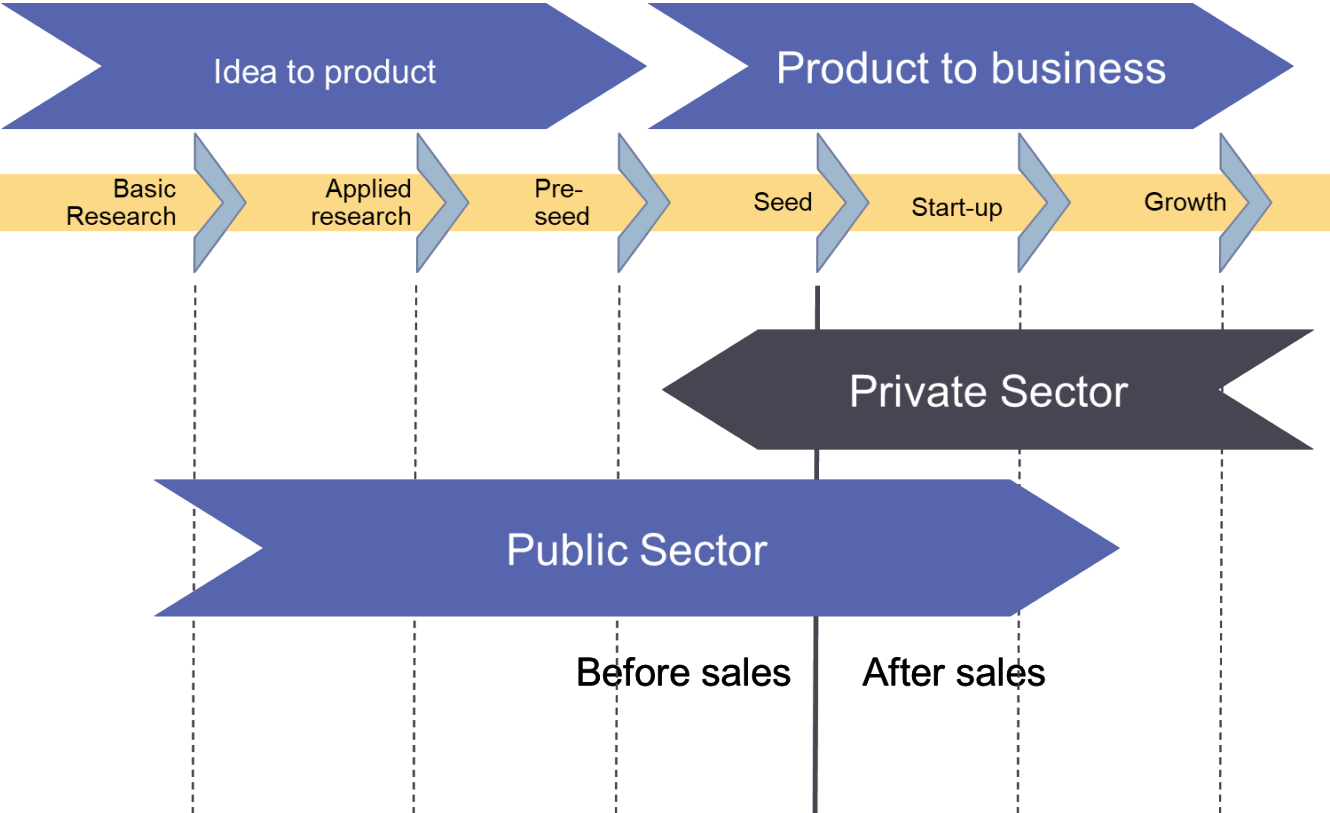 Idea to product
Product to business
Basic
Research
Applied
research
Pre-
seed
Seed
Start-up
Growth
Private Sector
Public Sector
Before sales
After sales